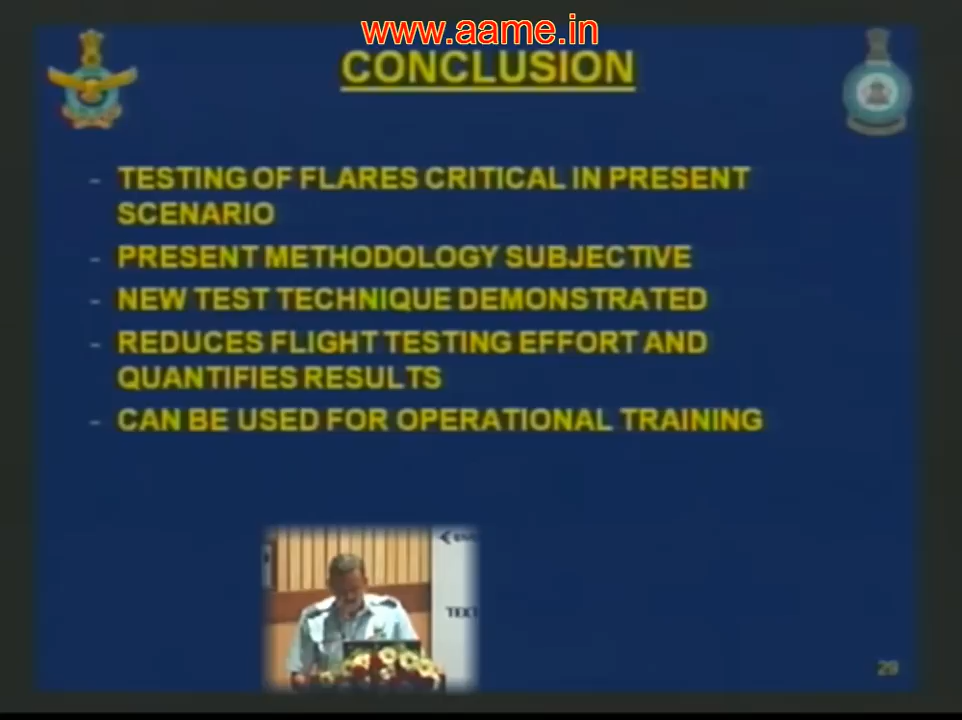 www.aame.in
CONCLUSION
- TESTING OF FLARES CRITICAL IN PRESENT
SCENARIO
- PRESENT METHODOLOGY SUBJECTIVE
- NEW TEST TECHNIQUE DEMONSTRATED
- REDUCES FLIGHT TESTING EFFORT AND
QUANTIFIES RESULTS
- CAN BE USED FOR OPERATIONAL TRAINING
29